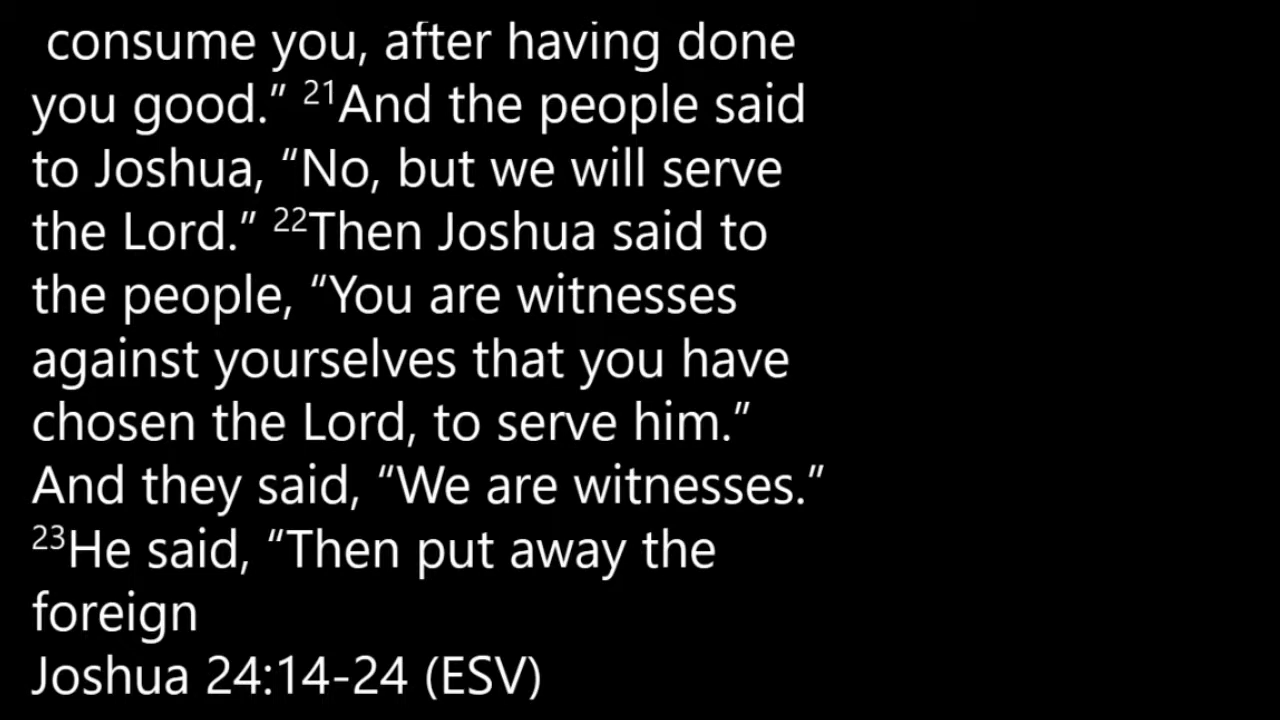 consume you, after having done
you good.” ²¹And the people said
to Joshua, “No, but we will serve
the Lord.” ²²Then Joshua said to
the people, “You are witnesses
against yourselves that you have
chosen the Lord, to serve him.”
And they said, “We are witnesses.”
²³He said, “Then put away the
foreign
Joshua 24:14-24 (ESV)